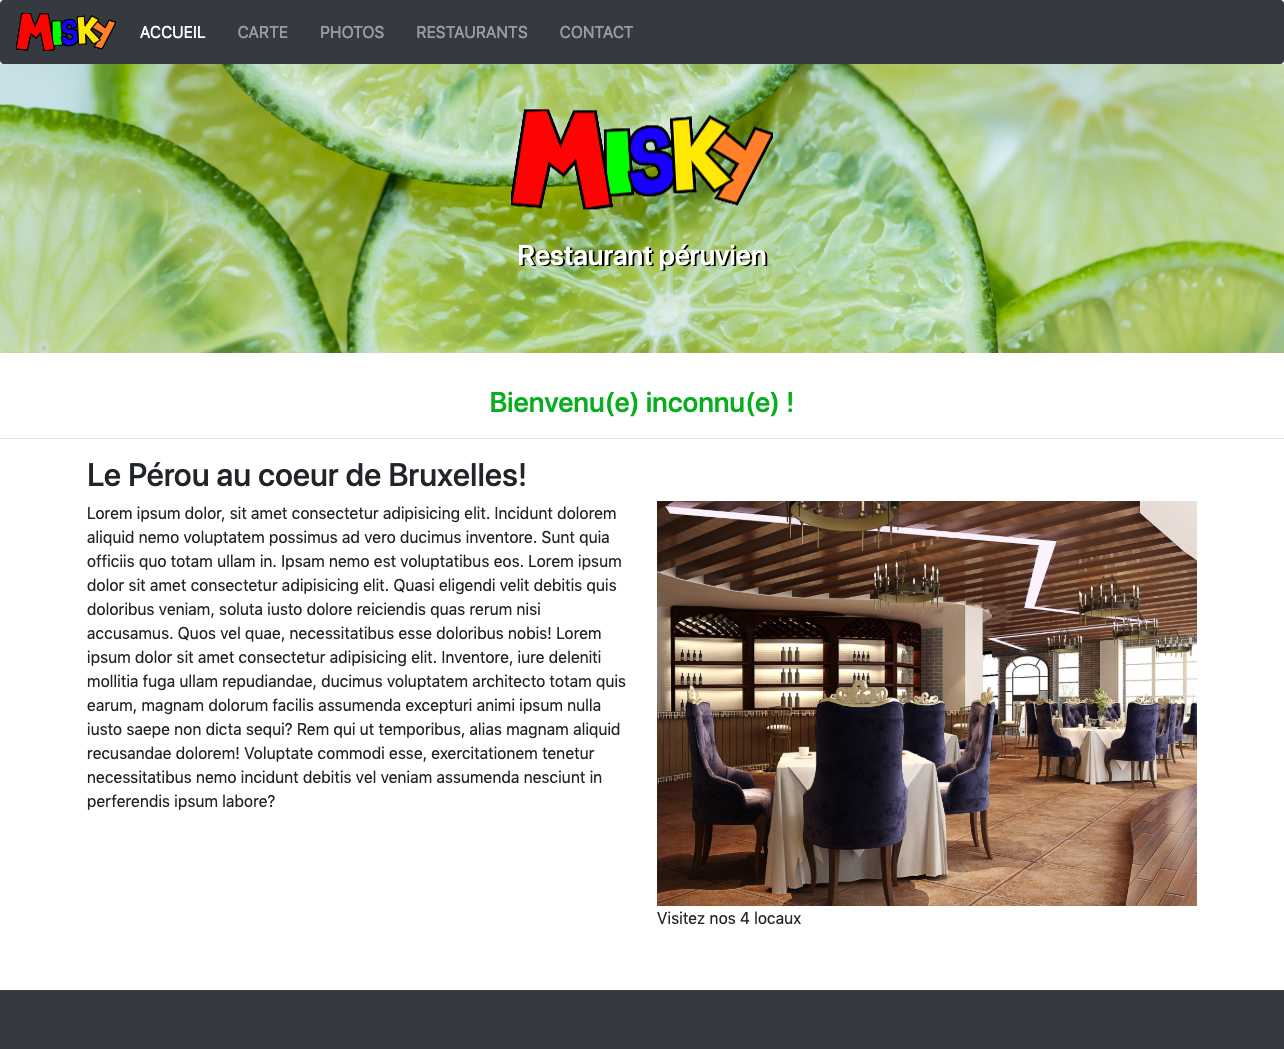 Misky ACCUEIL CARTE PHOTOS RESTAURANTS CONTACT
Misky
Restaurant péruvien
Bienvenu(e) inconnu(e) !
Le Pérou au coeur de Bruxelles!
Lorem ipsum dolor, sit amet consectetur adipisicing elit. Incidunt dolorem
aliquid nemo voluptatem possimus ad vero ducimus inventore. Sunt quia
officiis quo totam ullam in. Ipsam nemo est voluptatibus eos. Lorem ipsum
dolor sit amet consectetur adipisicing elit. Quasi eligendi velit debitis quis
doloribus veniam, soluta iusto dolore reiciendis quas rerum nisi
accusamus. Quos vel quae, necessitatibus esse doloribus nobis! Lorem
ipsum dolor sit amet consectetur adipisicing elit. Inventore, iure deleniti
mollitia fuga ullam repudiandae, ducimus voluptatem architecto totam quis
earum, magnam dolorum facilis assumenda excepturi animi ipsum nulla
iusto saepe non dicta sequi? Rem qui ut temporibus, alias magnam aliquid
recusandae dolorem! Voluptate commodi esse, exercitationem tenetur
necessitatibus nemo incidunt debitis vel veniam assumenda nesciunt in
perferendis ipsum labore?
Visitez nos 4 locaux